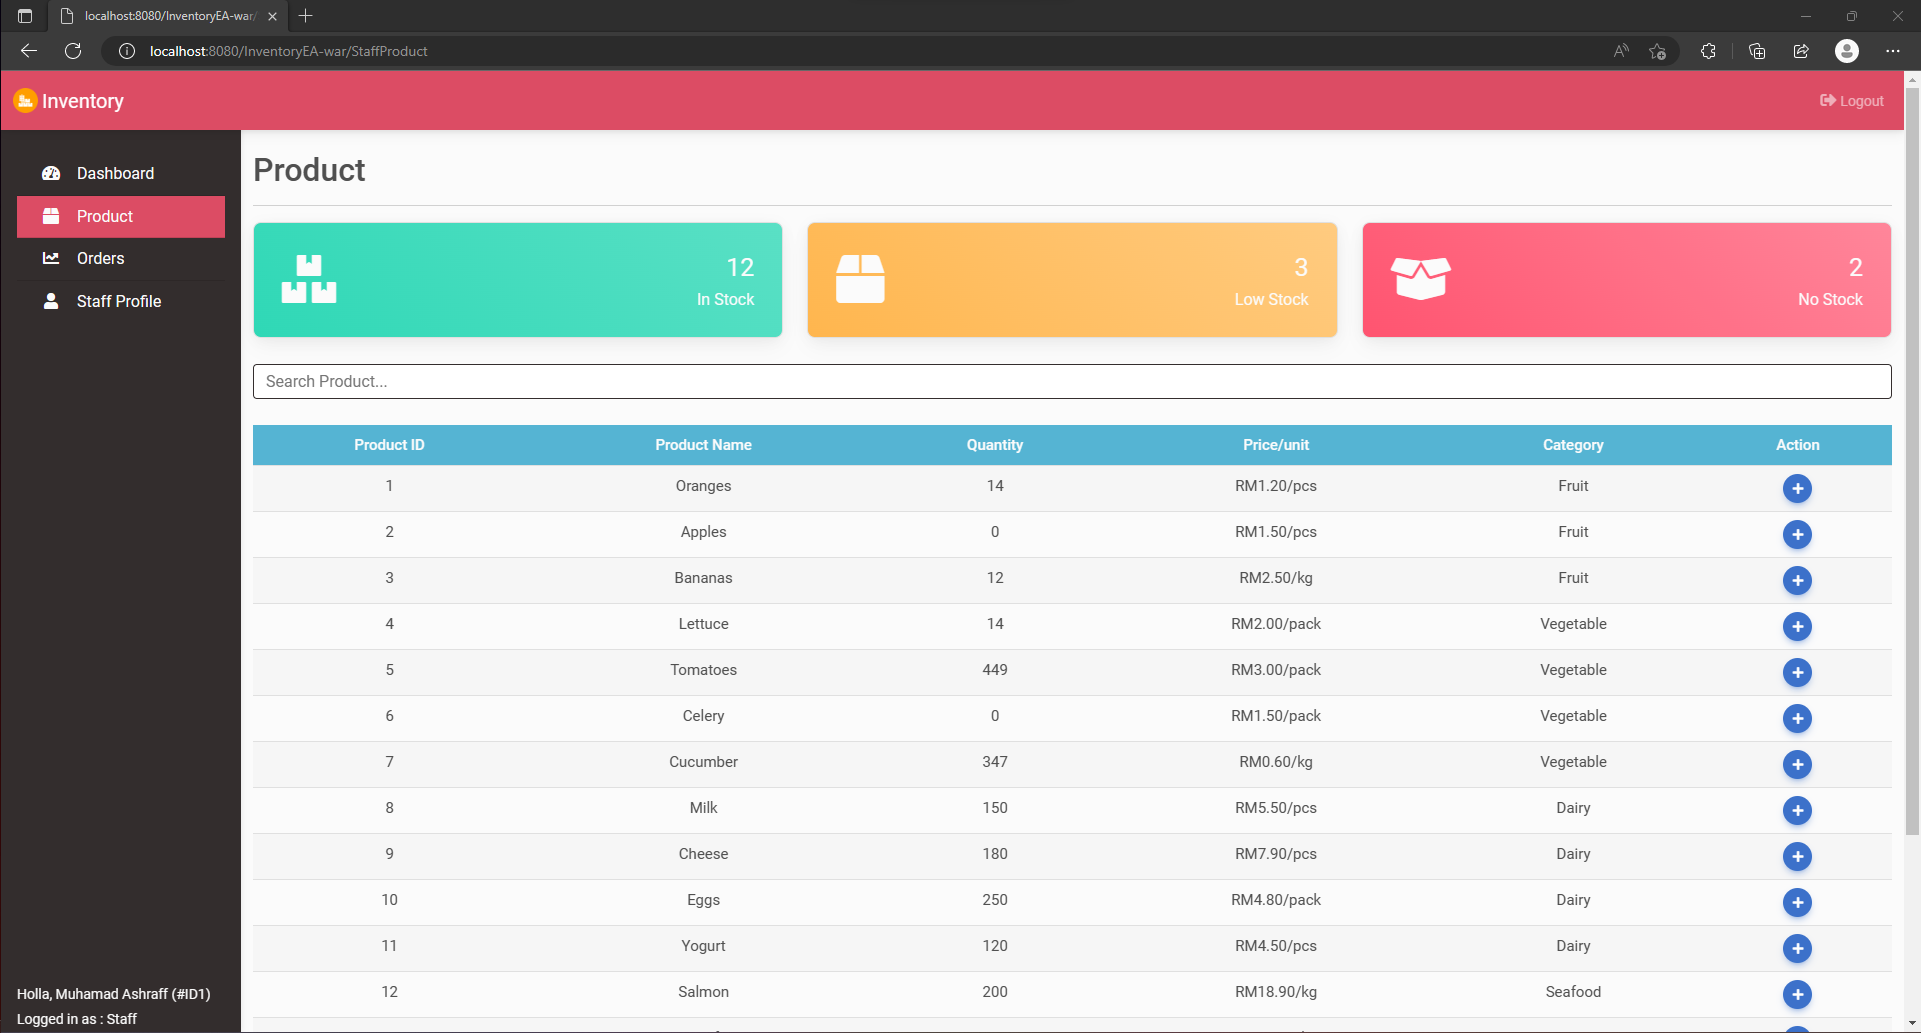 localhost:8080/InventoryEA-war/
localhost:8080/InventoryEA-war/StaffProduct
Inventory
Logout
Dashboard
Product
Orders
Staff Profile
Holla, Muhamad Ashraff (#ID1)
Logged in as : Staff
Product
12
In Stock
3
Low Stock
2
No Stock
Search Product...
Product ID Product Name Quantity Price/unit Category Action
1 Oranges 14 RM1.20/pcs Fruit
2 Apples 0 RM1.50/pcs Fruit
3 Bananas 12 RM2.50/kg Fruit
4 Lettuce 14 RM2.00/pack Vegetable
5 Tomatoes 449 RM3.00/pack Vegetable
6 Celery 0 RM1.50/pack Vegetable
7 Cucumber 347 RM0.60/kg Vegetable
8 Milk 150 RM5.50/pcs Dairy
9 Cheese 180 RM7.90/pcs Dairy
10 Eggs 250 RM4.80/pack Dairy
11 Yogurt 120 RM4.50/pcs Dairy
12 Salmon 200 RM18.90/kg Seafood